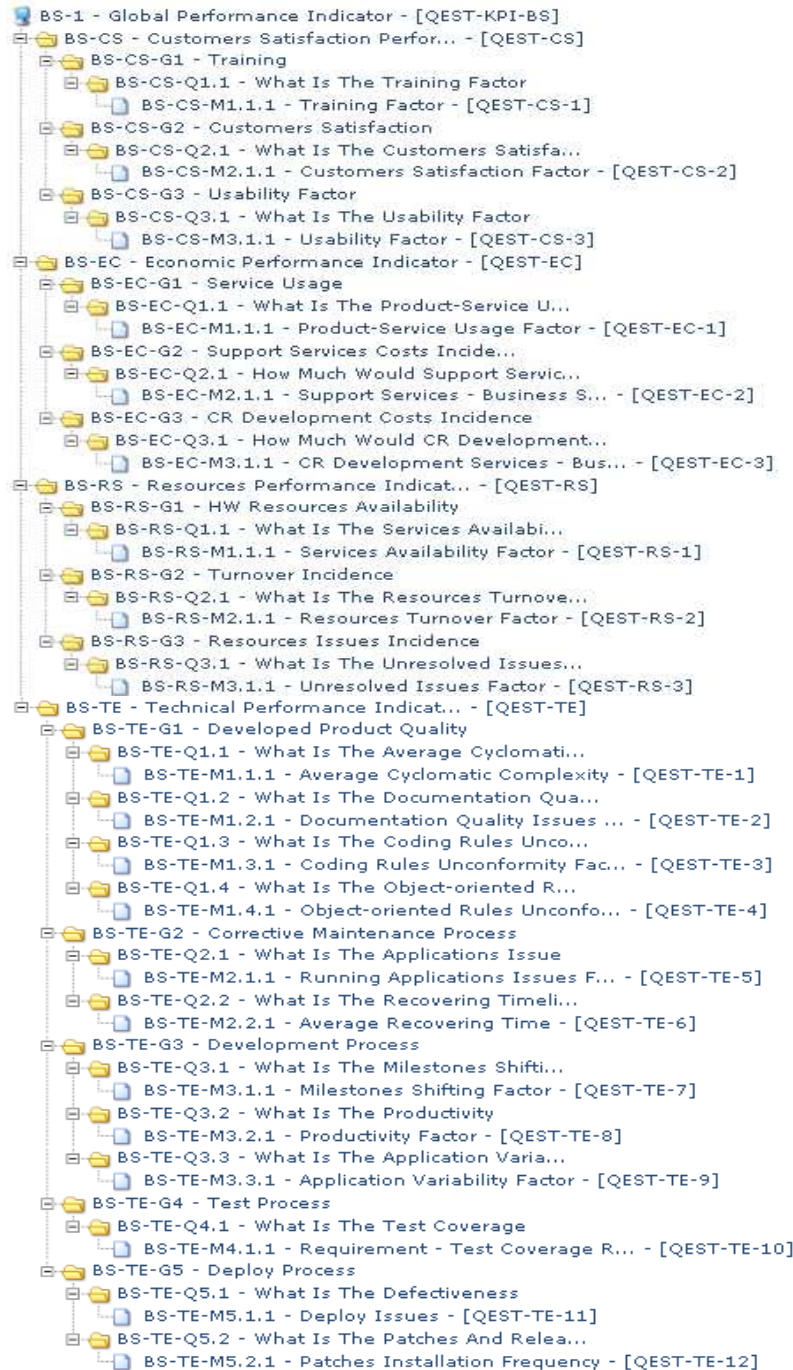 BS-1 - Global Performance Indicator - [QEST-KPI-BS]
BS-CS - Customers Satisfaction Perfor... - [QEST-CS]
BS-CS-G1 - Training
BS-CS-Q1.1 - What Is The Training Factor
BS-CS-M1.1.1 - Training Factor - [QEST-CS-1]
BS-CS-G2 - Customers Satisfaction
BS-CS-Q2.1 - What Is The Customers Satisfa...
BS-CS-M2.1.1 - Customers Satisfaction Factor - [QEST-CS-2]
BS-CS-G3 - Usability Factor
BS-CS-Q3.1 - What Is The Usability Factor
BS-CS-M3.1.1 - Usability Factor - [QEST-CS-3]
BS-EC - Economic Performance Indicator - [QEST-EC]
BS-EC-G1 - Service Usage
BS-EC-Q1.1 - What Is The Product-Service U...
BS-EC-M1.1.1 - Product-Service Usage Factor - [QEST-EC-1]
BS-EC-G2 - Support Services Costs Incide...
BS-EC-Q2.1 - How Much Would Support Servic...
BS-EC-M2.1.1 - Support Services - Business S... - [QEST-EC-2]
BS-EC-G3 - CR Development Costs Incidence
BS-EC-Q3.1 - How Much Would CR Development...
BS-EC-M3.1.1 - CR Development Services - Bus... - [QEST-EC-3]
BS-RS - Resources Performance Indicat... - [QEST-RS]
BS-RS-G1 - HW Resources Availability
BS-RS-Q1.1 - What Is The Services Availabi...
BS-RS-M1.1.1 - Services Availability Factor - [QEST-RS-1]
BS-RS-G2 - Turnover Incidence
BS-RS-Q2.1 - What Is The Resources Turnove...
BS-RS-M2.1.1 - Resources Turnover Factor - [QEST-RS-2]
BS-RS-G3 - Resources Issues Incidence
BS-RS-Q3.1 - What Is The Unresolved Issues...
BS-RS-M3.1.1 - Unresolved Issues Factor - [QEST-RS-3]
BS-TE - Technical Performance Indicat... - [QEST-TE]
BS-TE-G1 - Developed Product Quality
BS-TE-Q1.1 - What Is The Average Cyclomati...
BS-TE-M1.1.1 - Average Cyclomatic Complexity - [QEST-TE-1]
BS-TE-Q1.2 - What Is The Documentation Qua...
BS-TE-M1.2.1 - Documentation Quality Issues ... - [QEST-TE-2]
BS-TE-Q1.3 - What Is The Coding Rules Unco...
BS-TE-M1.3.1 - Coding Rules Unconformity Fac... - [QEST-TE-3]
BS-TE-Q1.4 - What Is The Object-oriented R...
BS-TE-M1.4.1 - Object-oriented Rules Unconfo... - [QEST-TE-4]
BS-TE-G2 - Corrective Maintenance Process
BS-TE-Q2.1 - What Is The Applications Issue
BS-TE-M2.1.1 - Running Applications Issues F... - [QEST-TE-5]
BS-TE-Q2.2 - What Is The Recovering Timeli...
BS-TE-M2.2.1 - Average Recovering Time - [QEST-TE-6]
BS-TE-G3 - Development Process
BS-TE-Q3.1 - What Is The Milestones Shifti...
BS-TE-M3.1.1 - Milestones Shifting Factor - [QEST-TE-7]
BS-TE-Q3.2 - What Is The Productivity
BS-TE-M3.2.1 - Productivity Factor - [QEST-TE-8]
BS-TE-Q3.3 - What Is The Application Varia...
BS-TE-M3.3.1 - Application Variability Factor - [QEST-TE-9]
BS-TE-G4 - Test Process
BS-TE-Q4.1 - What Is The Test Coverage
BS-TE-M4.1.1 - Requirement - Test Coverage R... - [QEST-TE-10]
BS-TE-G5 - Deploy Process
BS-TE-Q5.1 - What Is The Defectiveness
BS-TE-M5.1.1 - Deploy Issues - [QEST-TE-11]
BS-TE-Q5.2 - What Is The Patches And Relea...
BS-TE-M5.2.1 - Patches Installation Frequency - [QEST-TE-12]